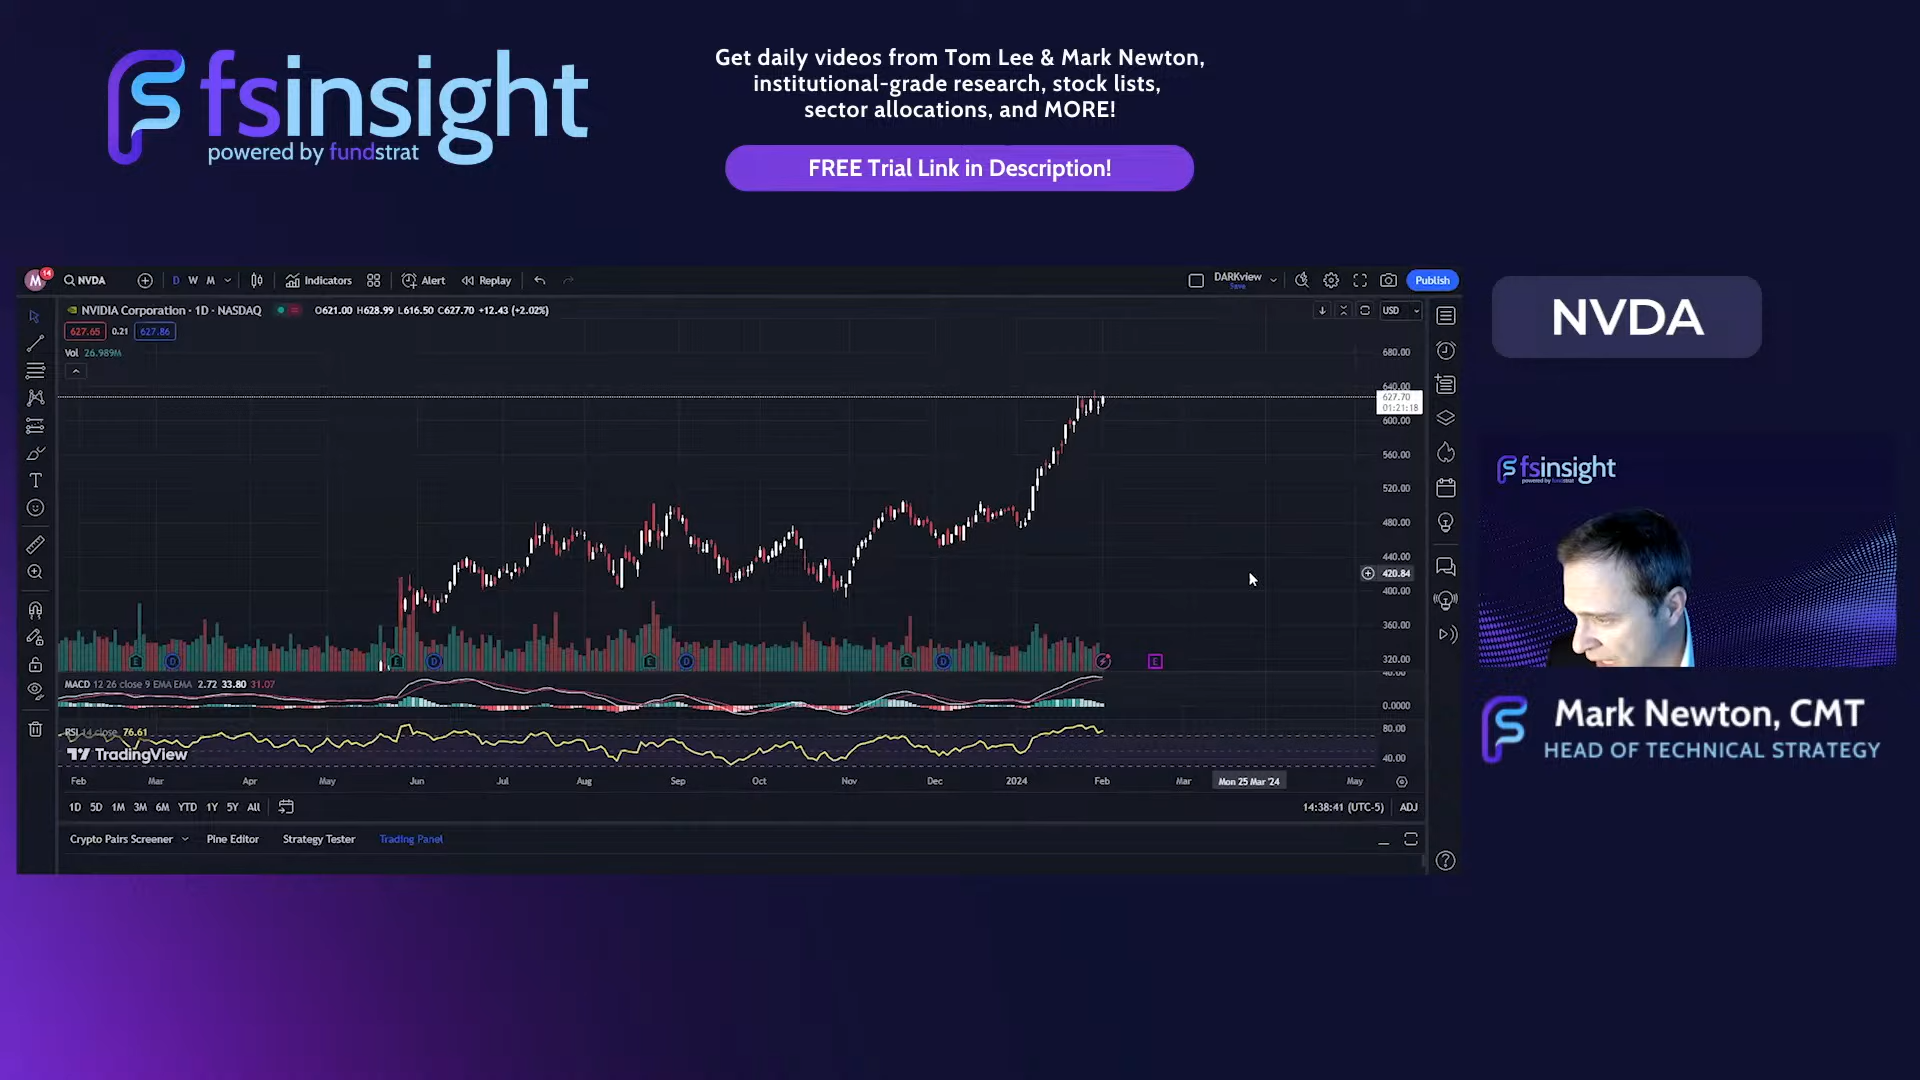 fsinsight
powered by fundstrat
Get daily videos from Tom Lee & Mark Newton,
institutional-grade research, stock lists,
sector allocations, and MORE!
FREE Trial Link in Description!
M 14 NVDA D W M Indicators Alert Replay DARKview Save Publish
NVIDIA Corporation · 1D · NASDAQ O621.00 H628.99 L616.50 C627.70 +12.43 (+2.02%) USD
627.65 0.21 627.86
Vol 26.989M
680.00
640.00
627.70
01:21:18
600.00
560.00
520.00
480.00
440.00
420.84
400.00
360.00
320.00
E D E D E D E D E
MACD 12 26 close 9 EMA EMA 2.72 33.80 31.07
40.00
0.0000
RSI 14 close 76.61
80.00
TradingView
40.00
Feb Mar Apr May Jun Jul Aug Sep Oct Nov Dec 2024 Feb Mar Mon 25 Mar '24 May
1D 5D 1M 3M 6M YTD 1Y 5Y All 14:38:41 (UTC-5) ADJ
Crypto Pairs Screener Pine Editor Strategy Tester Trading Panel
NVDA
fsinsight
Mark Newton, CMT
HEAD OF TECHNICAL STRATEGY